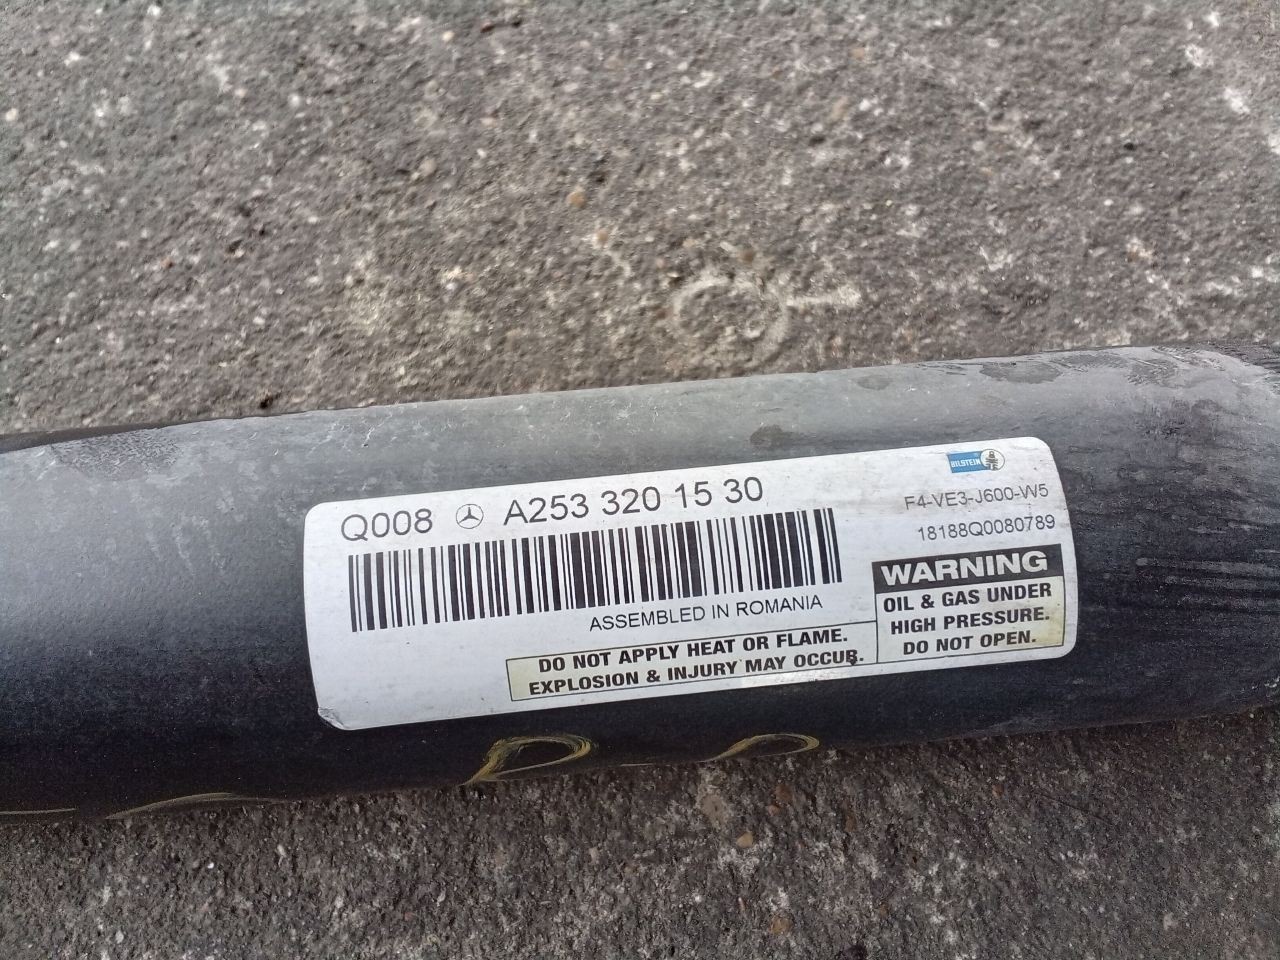 BILSTEIN
Q008 A253 320 15 30
F4-VE3-J600-W5
18188Q0080789
ASSEMBLED IN ROMANIA
DO NOT APPLY HEAT OR FLAME.
EXPLOSION & INJURY MAY OCCUR.
WARNING
OIL & GAS UNDER
HIGH PRESSURE.
DO NOT OPEN.